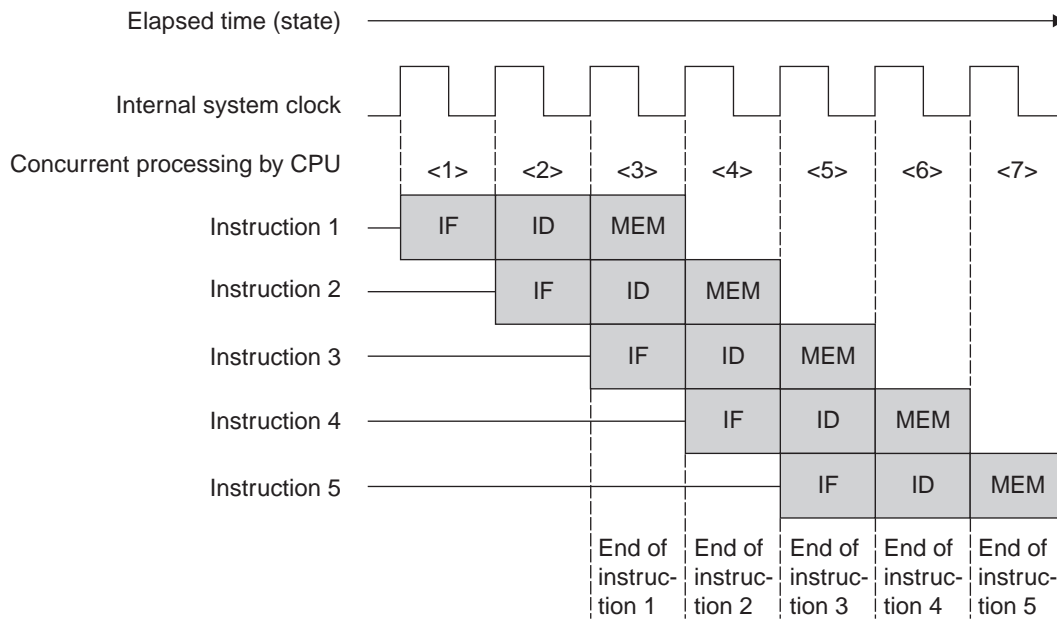 Elapsed time (state)
Internal system clock
Concurrent processing by CPU <1> <2> <3> <4> <5> <6> <7>
Instruction 1 IF ID MEM
Instruction 2 IF ID MEM
Instruction 3 IF ID MEM
Instruction 4 IF ID MEM
Instruction 5 IF ID MEM
End of End of End of End of End of
instruc- instruc- instruc- instruc- instruc-
tion 1 tion 2 tion 3 tion 4 tion 5